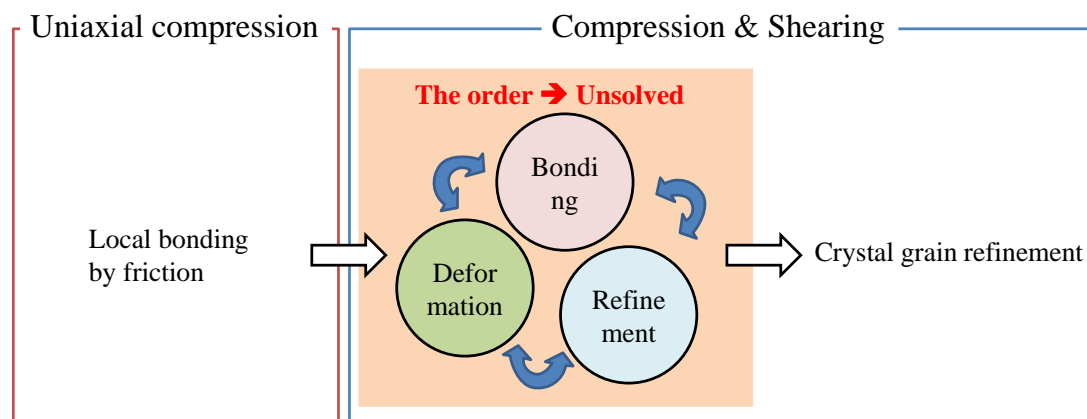 Uniaxial compression
Compression & Shearing
The order ➔ Unsolved
Bondi
ng
Local bonding
by friction
Defor
mation
Refine
ment
Crystal grain refinement